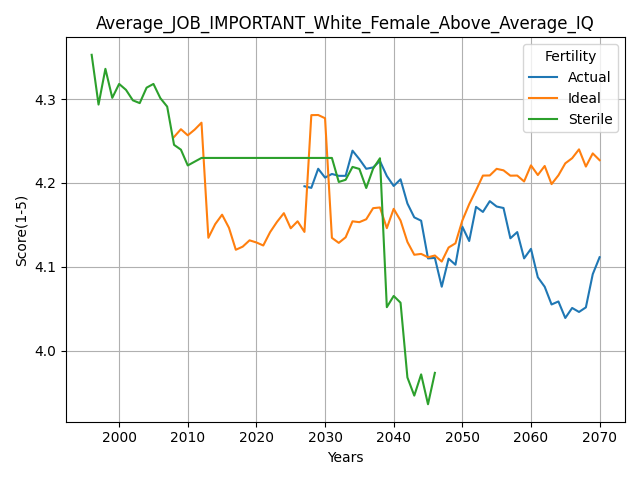 Average_JOB_IMPORTANT_White_Female_Above_Average_IQ
Fertility
Actual
Ideal
Sterile
Score(1-5)
4.3
4.2
4.1
4.0
2000 2010 2020 2030 2040 2050 2060 2070
Years